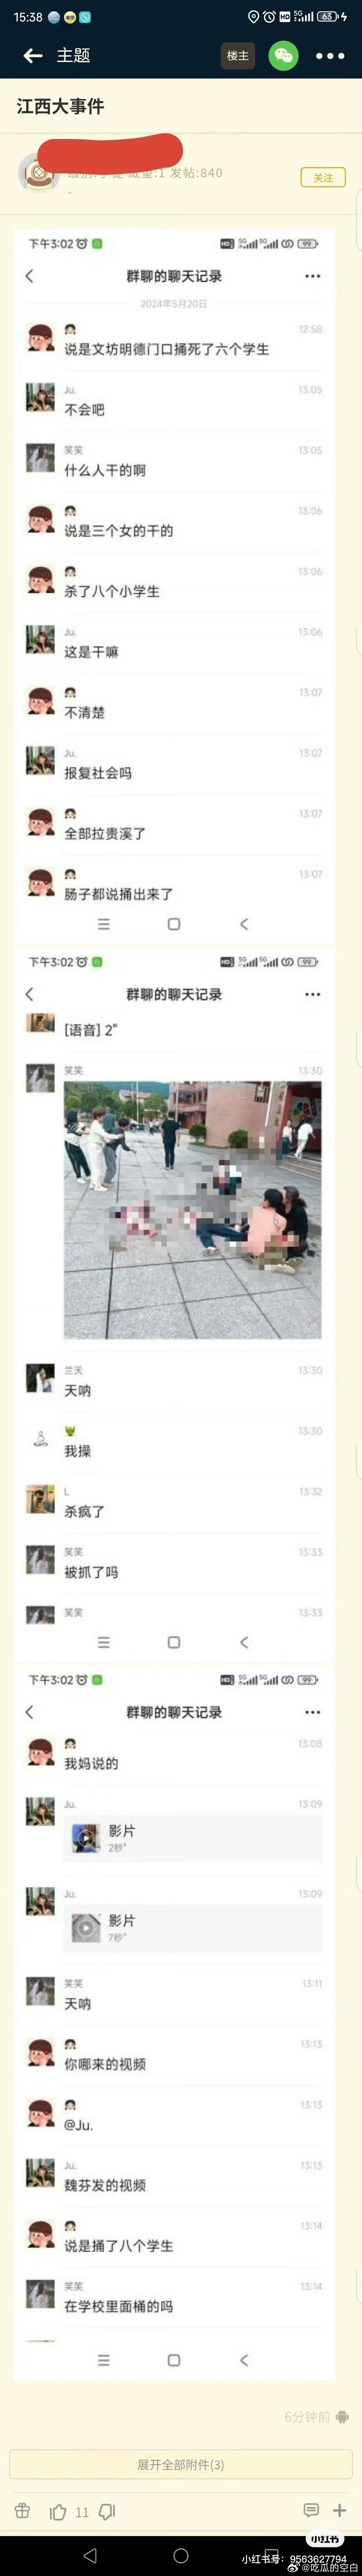 15:38
5G
63
主题
楼主
江西大事件
级别:学徒 威望:1 发帖:840
关注
-
下午3:02
HD 5G 5G 99
群聊的聊天记录
2024年5月20日
12:58
说是文坊明德门口捅死了六个学生
Ju.
13:05
不会吧
笑笑
13:05
什么人干的啊
13:06
说是三个女的干的
13:06
杀了八个小学生
Ju.
13:06
这是干嘛
13:07
不清楚
Ju.
13:07
报复社会吗
13:07
全部拉贵溪了
13:07
肠子都说捅出来了
下午3:02
HD 5G 5G 99
群聊的聊天记录
[语音] 2"
笑笑
13:30
兰天
13:30
天呐
13:30
我操
L
13:32
杀疯了
笑笑
13:33
被抓了吗
笑笑
13:33
下午3:02
HD 5G 5G 99
群聊的聊天记录
13:08
我妈说的
Ju.
13:09
影片
2秒"
Ju.
13:09
影片
7秒"
笑笑
13:11
天呐
13:13
你哪来的视频
13:13
@Ju.
Ju.
13:13
魏芬发的视频
13:14
说是捅了八个学生
笑笑
13:14
在学校里面桶的吗
6分钟前
展开全部附件(3)
11
小红书
小红书号: 9563627794
@吃瓜的空白